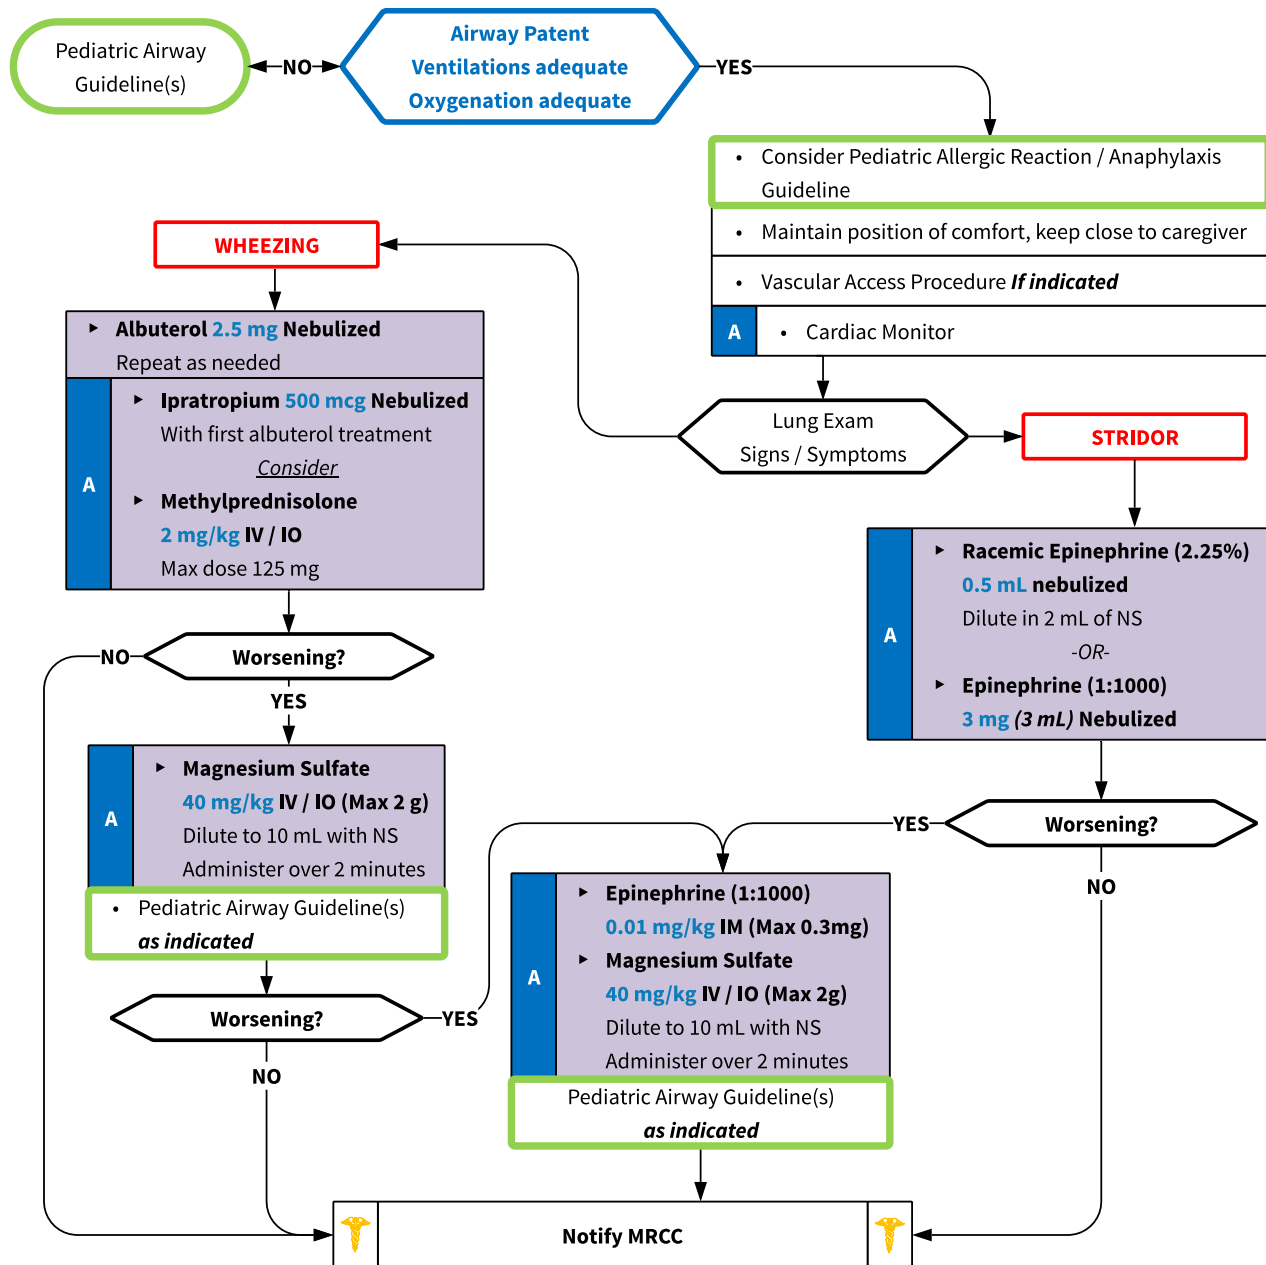 Pediatric Airway
Guideline(s)
NO
Airway Patent
Ventilations adequate
Oxygenation adequate
YES
• Consider Pediatric Allergic Reaction / Anaphylaxis
Guideline
• Maintain position of comfort, keep close to caregiver
• Vascular Access Procedure If indicated
A
• Cardiac Monitor
Lung Exam
Signs / Symptoms
WHEEZING
▸ Albuterol 2.5 mg Nebulized
Repeat as needed
A
▸ Ipratropium 500 mcg Nebulized
With first albuterol treatment
Consider
▸ Methylprednisolone
2 mg/kg IV / IO
Max dose 125 mg
Worsening?
NO
YES
A
▸ Magnesium Sulfate
40 mg/kg IV / IO (Max 2 g)
Dilute to 10 mL with NS
Administer over 2 minutes
• Pediatric Airway Guideline(s)
as indicated
Worsening?
YES
NO
STRIDOR
A
▸ Racemic Epinephrine (2.25%)
0.5 mL nebulized
Dilute in 2 mL of NS
-OR-
▸ Epinephrine (1:1000)
3 mg (3 mL) Nebulized
Worsening?
YES
NO
A
▸ Epinephrine (1:1000)
0.01 mg/kg IM (Max 0.3mg)
▸ Magnesium Sulfate
40 mg/kg IV / IO (Max 2g)
Dilute to 10 mL with NS
Administer over 2 minutes
Pediatric Airway Guideline(s)
as indicated
Notify MRCC